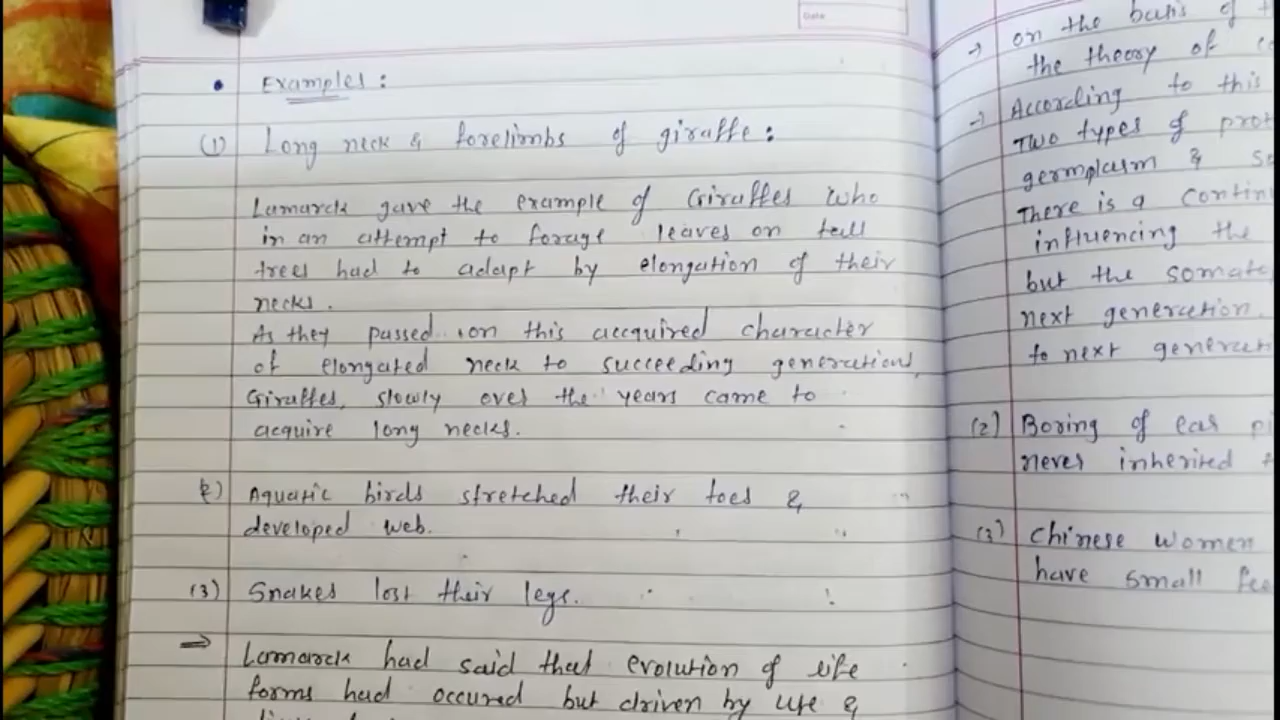 Date
• Examples :
(1) Long neck & forelimbs of giraffe :
Lamarck gave the example of Giraffes who
in an attempt to forage leaves on tall
trees had to adapt by elongation of their
necks.
As they passed on this accquired character
of elongated neck to succeeding generations,
Giraffes, slowly over the years came to
acquire long necks.
2) Aquatic birds stretched their toes &
developed web.
(3) Snakes lost their legs.
⇒ Lamarck had said that evolution of life
forms had occured but driven by use &
→ on the basis of
the theory of
→ According to this
Two types of
germplasm &
There is a
influencing the
but the
next generation.
to next
(2) Boring of ear
never inherited
(3) Chinese women
have small